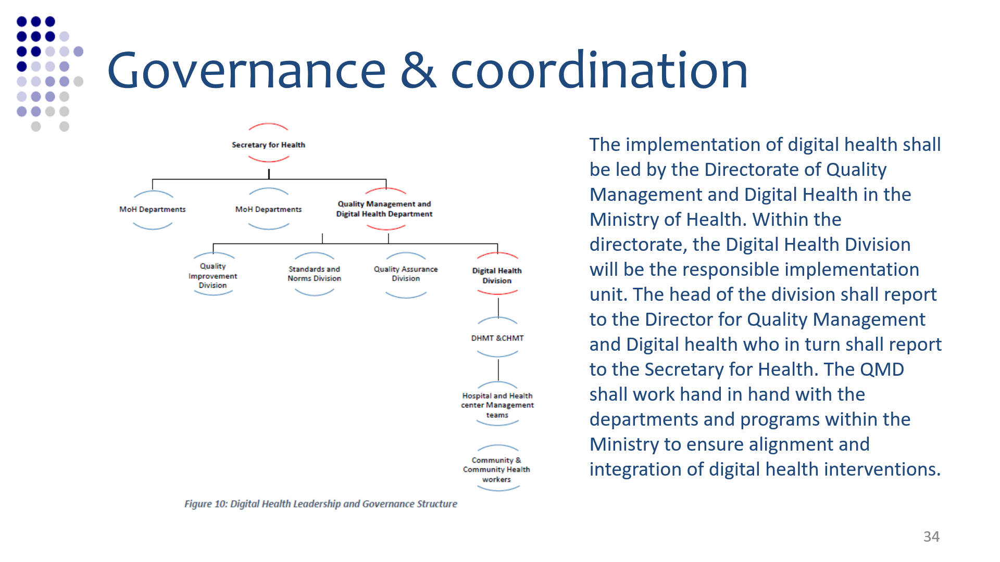 Governance & coordination
Secretary for Health
MoH Departments
MoH Departments
Quality Management and
Digital Health Department
Quality
Improvement
Division
Standards and
Norms Division
Quality Assurance
Division
Digital Health
Division
DHMT &CHMT
Hospital and Health
center Management
teams
Community &
Community Health
workers
Figure 10: Digital Health Leadership and Governance Structure
The implementation of digital health shall
be led by the Directorate of Quality
Management and Digital Health in the
Ministry of Health. Within the
directorate, the Digital Health Division
will be the responsible implementation
unit. The head of the division shall report
to the Director for Quality Management
and Digital health who in turn shall report
to the Secretary for Health. The QMD
shall work hand in hand with the
departments and programs within the
Ministry to ensure alignment and
integration of digital health interventions.
34